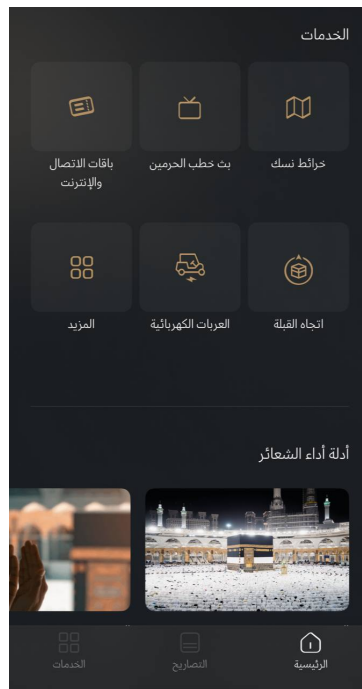 الخدمات
خرائط نسك
بث خطب الحرمين
باقات الاتصال
والإنترنت
اتجاه القبلة
العربات الكهربائية
المزيد
أدلة أداء الشعائر
الرئيسية
التصاريح
الخدمات